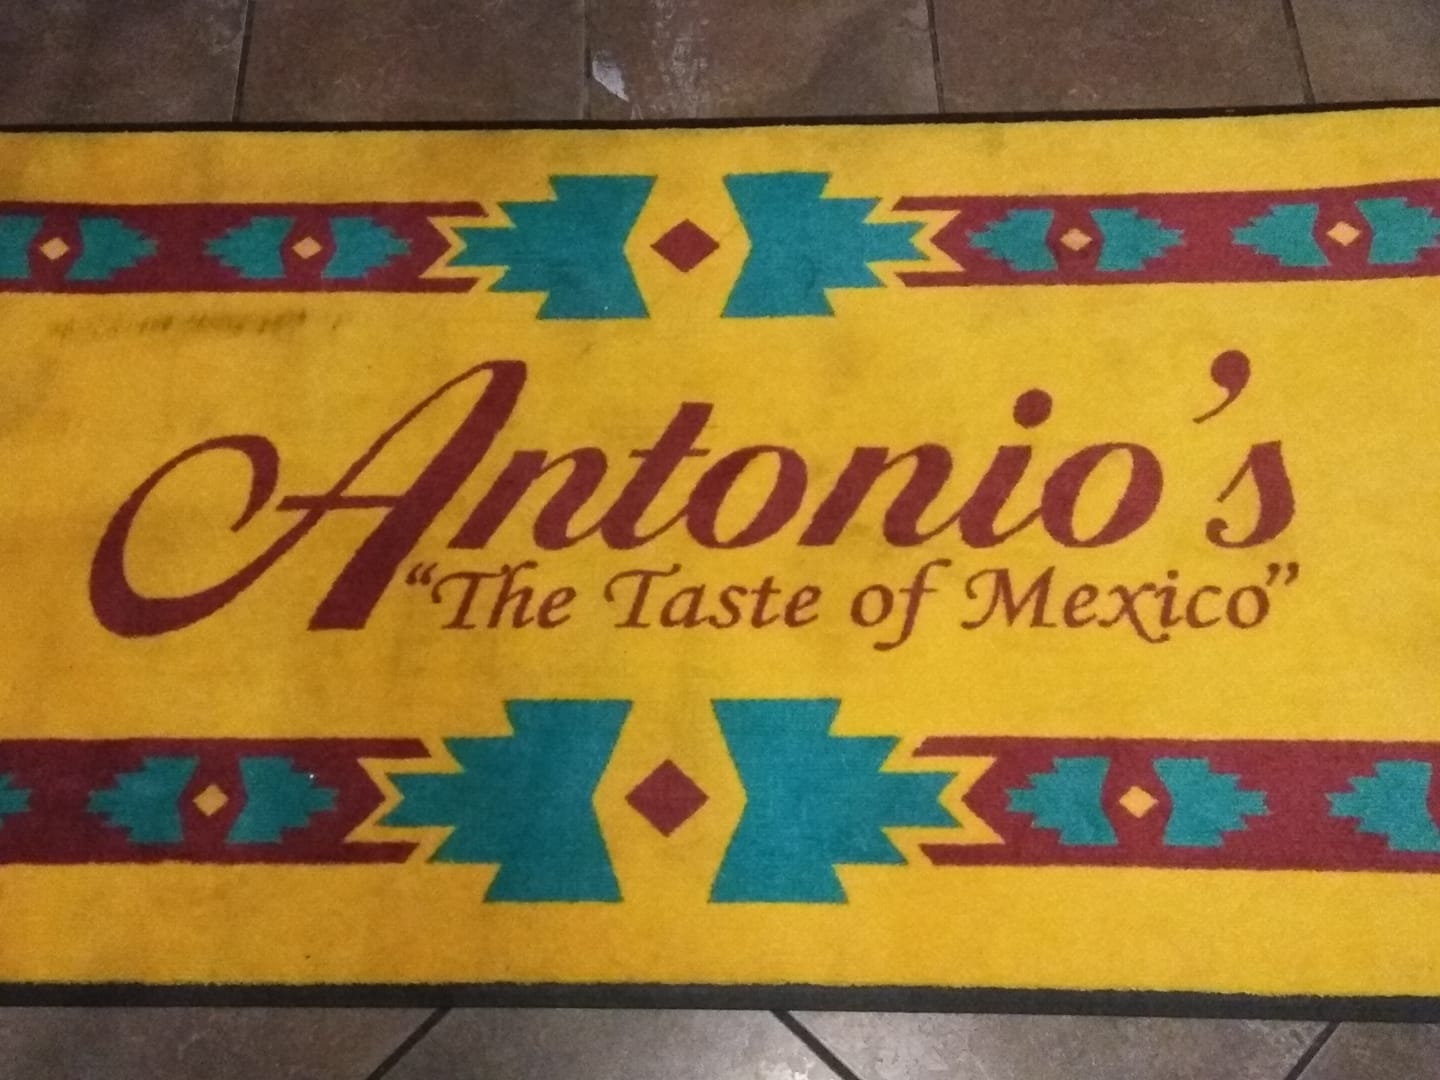 Antonio's
“The Taste of Mexico”